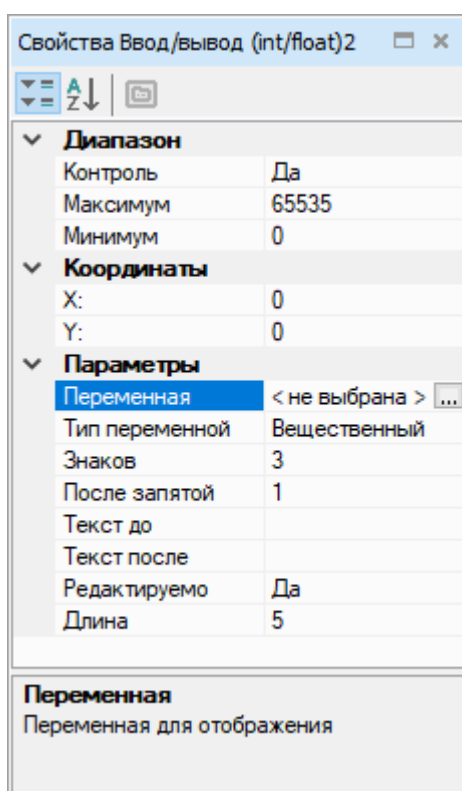 Свойства Ввод/вывод (int/float)2
Диапазон
Контроль Да
Максимум 65535
Минимум 0
Координаты
X: 0
Y: 0
Параметры
Переменная < не выбрана > ...
Тип переменной Вещественный
Знаков 3
После запятой 1
Текст до
Текст после
Редактируемо Да
Длина 5
Переменная
Переменная для отображения